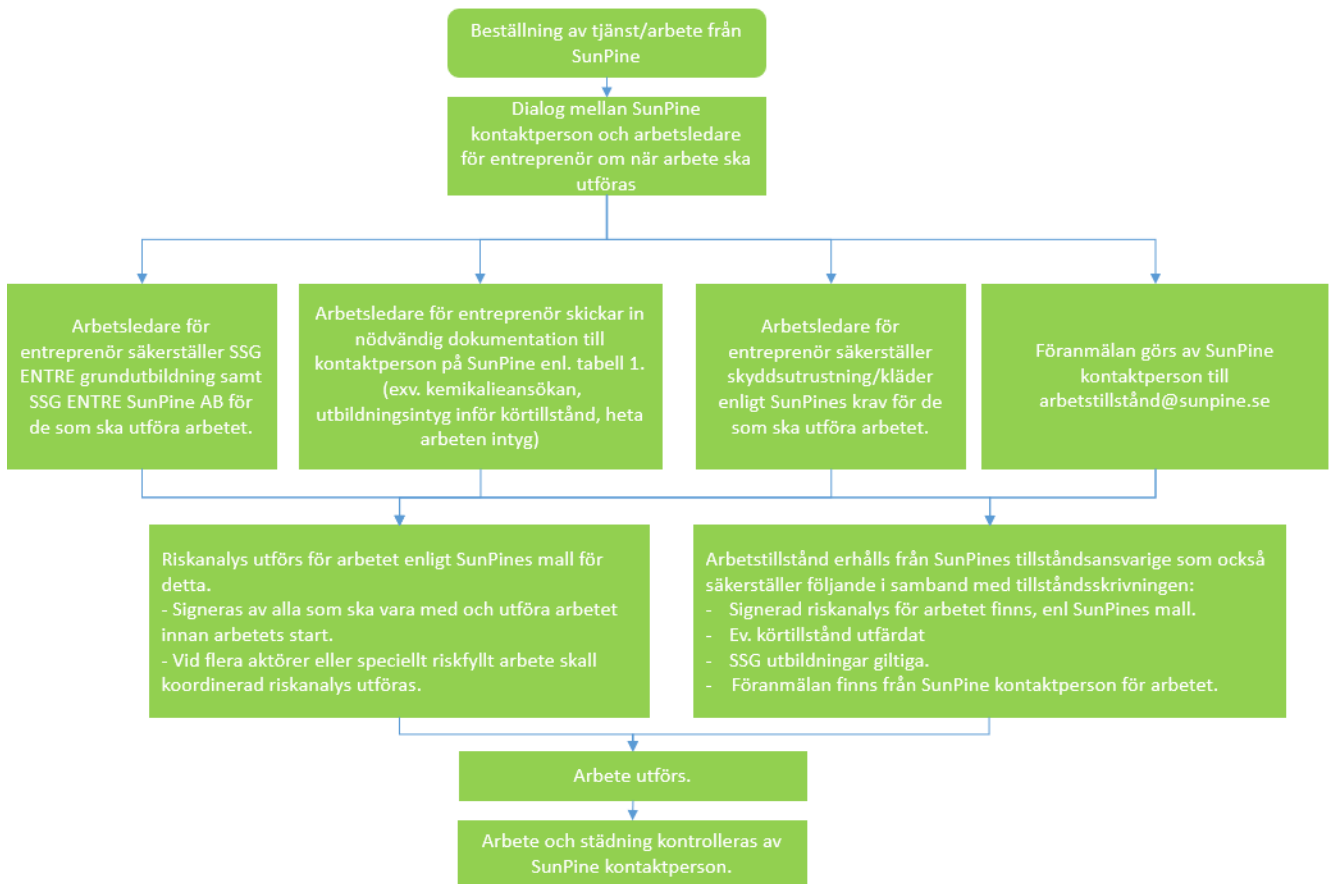 Beställning av tjänst/arbete från
SunPine
Dialog mellan SunPine
kontaktperson och arbetsledare
för entreprenör om när arbete ska
utföras
Arbetsledare för
entreprenör säkerställer SSG
ENTRE grundutbildning samt
SSG ENTRE SunPine AB för
de som ska utföra arbetet.
Arbetsledare för entreprenör skickar in
nödvändig dokumentation till
kontaktperson på SunPine enl. tabell 1.
(exv. kemikalieansökan,
utbildningsintyg inför körtillstånd, heta
arbeten intyg)
Arbetsledare för
entreprenör säkerställer
skyddsutrustning/kläder
enligt SunPines krav för de
som ska utföra arbetet.
Föranmälan görs av SunPine
kontaktperson till
arbetstillstånd@sunpine.se
Riskanalys utförs för arbetet enligt SunPines mall för
detta.
- Signeras av alla som ska vara med och utföra arbetet
innan arbetets start.
- Vid flera aktörer eller speciellt riskfyllt arbete skall
koordinerad riskanalys utföras.
Arbetstillstånd erhålls från SunPines tillståndsansvarige som också
säkerställer följande i samband med tillståndsskrivningen:
- Signerad riskanalys för arbetet finns, enl SunPines mall.
- Ev. körtillstånd utfärdat
- SSG utbildningar giltiga.
- Föranmälan finns från SunPine kontaktperson för arbetet.
Arbete utförs.
Arbete och städning kontrolleras av
SunPine kontaktperson.